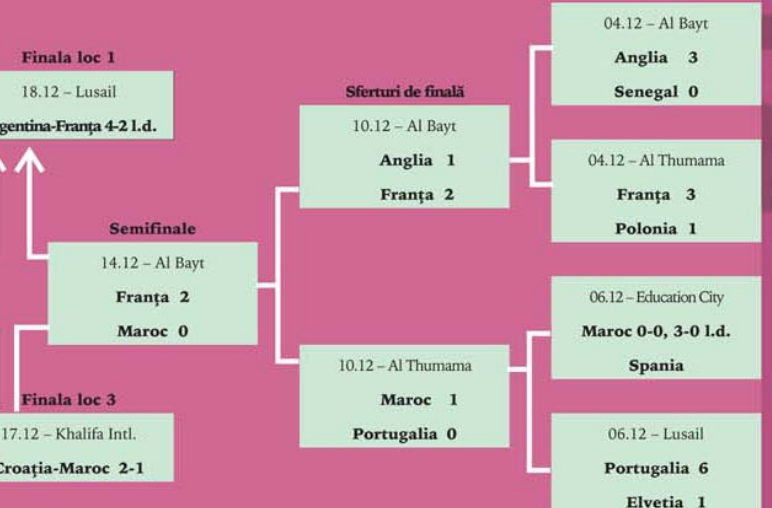 Finala loc 1
18.12 – Lusail
gentina-Franța 4-2 l.d.
Semifinale
14.12 – Al Bayt
Franța 2
Maroc 0
Finala loc 3
17.12 – Khalifa Intl.
Croația-Maroc 2-1
Sferturi de finală
10.12 – Al Bayt
Anglia 1
Franța 2
10.12 – Al Thumama
Maroc 1
Portugalia 0
04.12 – Al Bayt
Anglia 3
Senegal 0
04.12 – Al Thumama
Franța 3
Polonia 1
06.12 – Education City
Maroc 0-0, 3-0 l.d.
Spania
06.12 – Lusail
Portugalia 6
Elveția 1